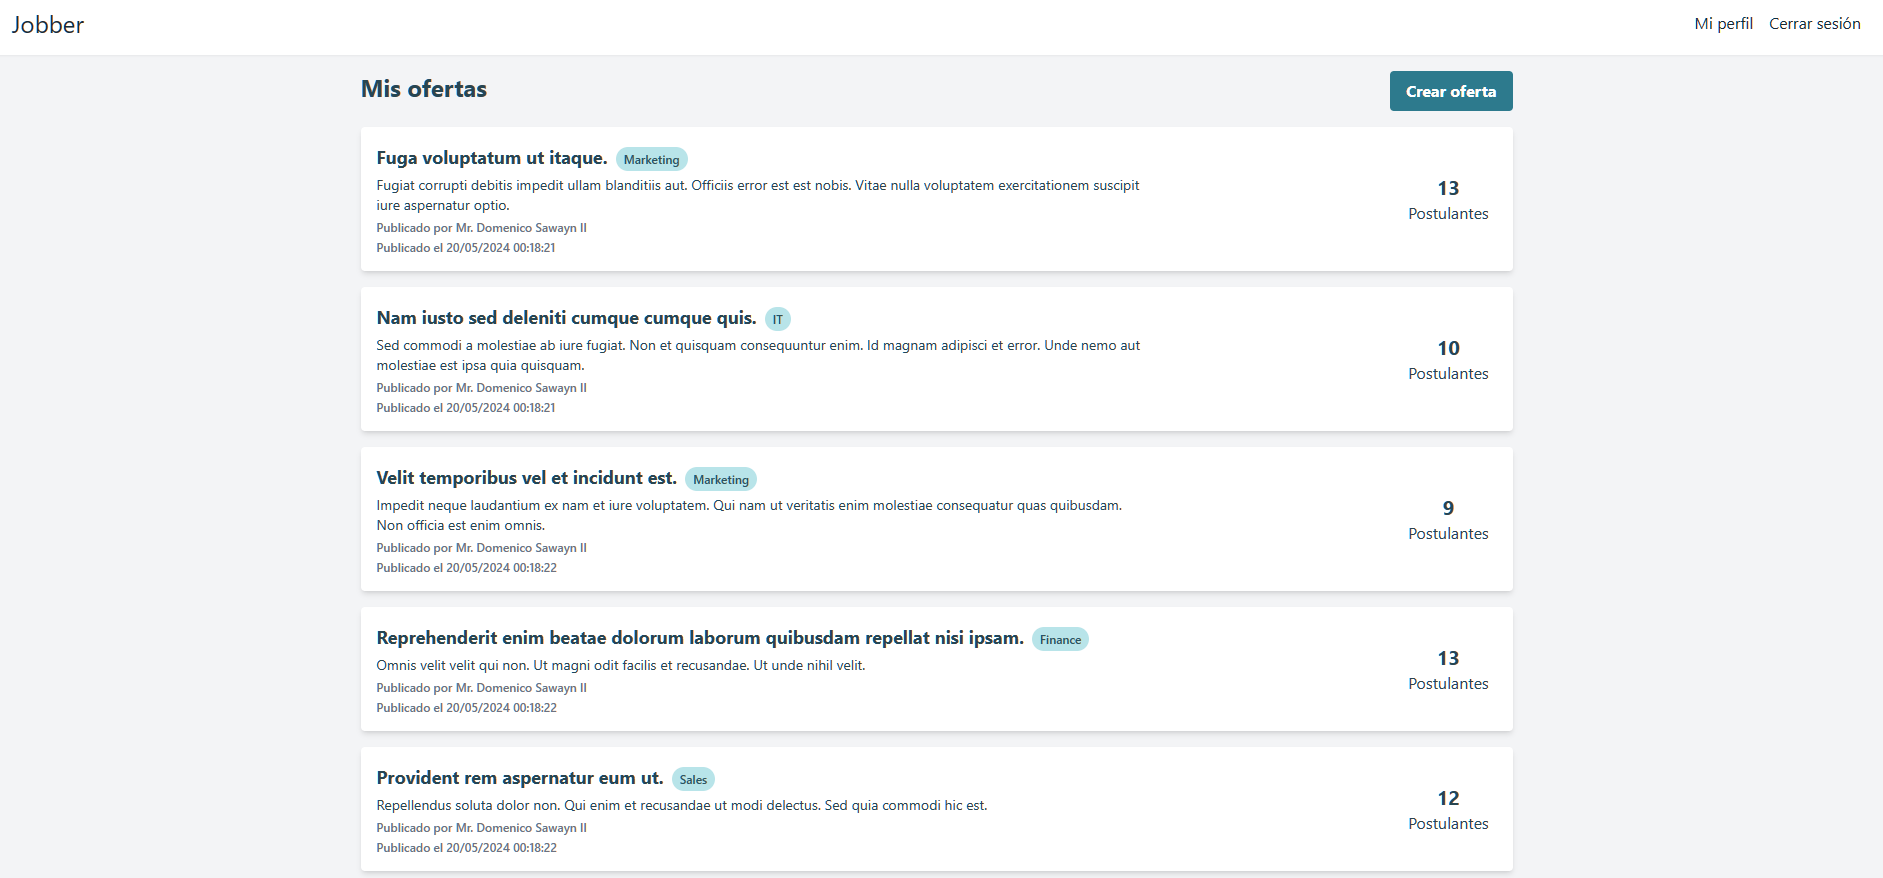 Jobber
Mi perfil
Cerrar sesión
Mis ofertas
Crear oferta
Fuga voluptatum ut itaque. Marketing
Fugiat corrupti debitis impedit ullam blanditiis aut. Officiis error est est nobis. Vitae nulla voluptatem exercitationem suscipit
iure aspernatur optio.
Publicado por Mr. Domenico Sawayn II
Publicado el 20/05/2024 00:18:21
13
Postulantes
Nam iusto sed deleniti cumque cumque quis. IT
Sed commodi a molestiae ab iure fugiat. Non et quisquam consequuntur enim. Id magnam adipisci et error. Unde nemo aut
molestiae est ipsa quia quisquam.
Publicado por Mr. Domenico Sawayn II
Publicado el 20/05/2024 00:18:21
10
Postulantes
Velit temporibus vel et incidunt est. Marketing
Impedit neque laudantium ex nam et iure voluptatem. Qui nam ut veritatis enim molestiae consequatur quas quibusdam.
Non officia est enim omnis.
Publicado por Mr. Domenico Sawayn II
Publicado el 20/05/2024 00:18:22
9
Postulantes
Reprehenderit enim beatae dolorum laborum quibusdam repellat nisi ipsam. Finance
Omnis velit velit qui non. Ut magni odit facilis et recusandae. Ut unde nihil velit.
Publicado por Mr. Domenico Sawayn II
Publicado el 20/05/2024 00:18:22
13
Postulantes
Provident rem aspernatur eum ut. Sales
Repellendus soluta dolor non. Qui enim et recusandae ut modi delectus. Sed quia commodi hic est.
Publicado por Mr. Domenico Sawayn II
Publicado el 20/05/2024 00:18:22
12
Postulantes